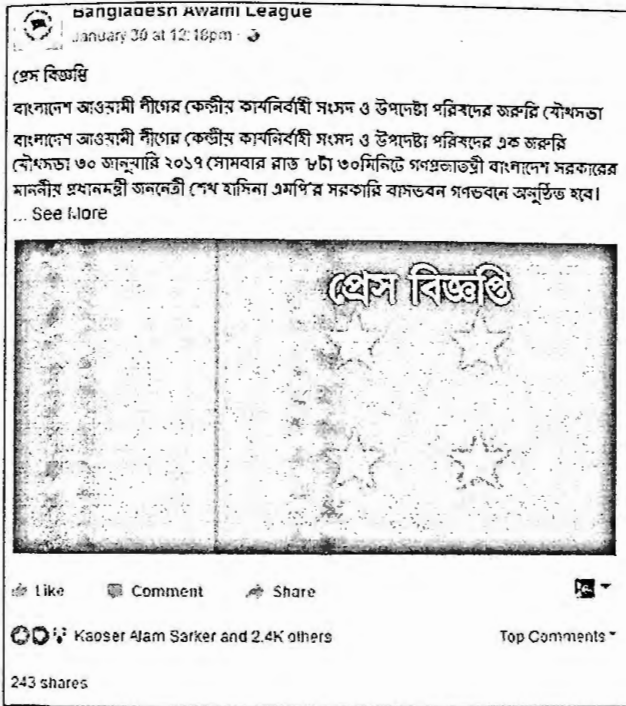 Bangladesh Awami League
January 30 at 12:18pm
প্রেস বিজ্ঞপ্তি
বাংলাদেশ আওয়ামী লীগের কেন্দ্রীয় কার্যনির্বাহী সংসদ ও উপদেষ্টা পরিষদের জরুরি যৌথসভা
বাংলাদেশ আওয়ামী লীগের কেন্দ্রীয় কার্যনির্বাহী সংসদ ও উপদেষ্টা পরিষদের এক জরুরি
যৌথসভা ৩০ জানুয়ারি ২০১৭ সোমবার রাত ৮টা ৩০মিনিটে গণপ্রজাতন্ত্রী বাংলাদেশ সরকারের
মাননীয় প্রধানমন্ত্রী জননেত্রী শেখ হাসিনা এমপি'র সরকারি বাসভবন গণভবনে অনুষ্ঠিত হবে।
... See More
প্রেস বিজ্ঞপ্তি
Like Comment Share
Kaoser Alam Sarker and 2.4K others Top Comments
243 shares